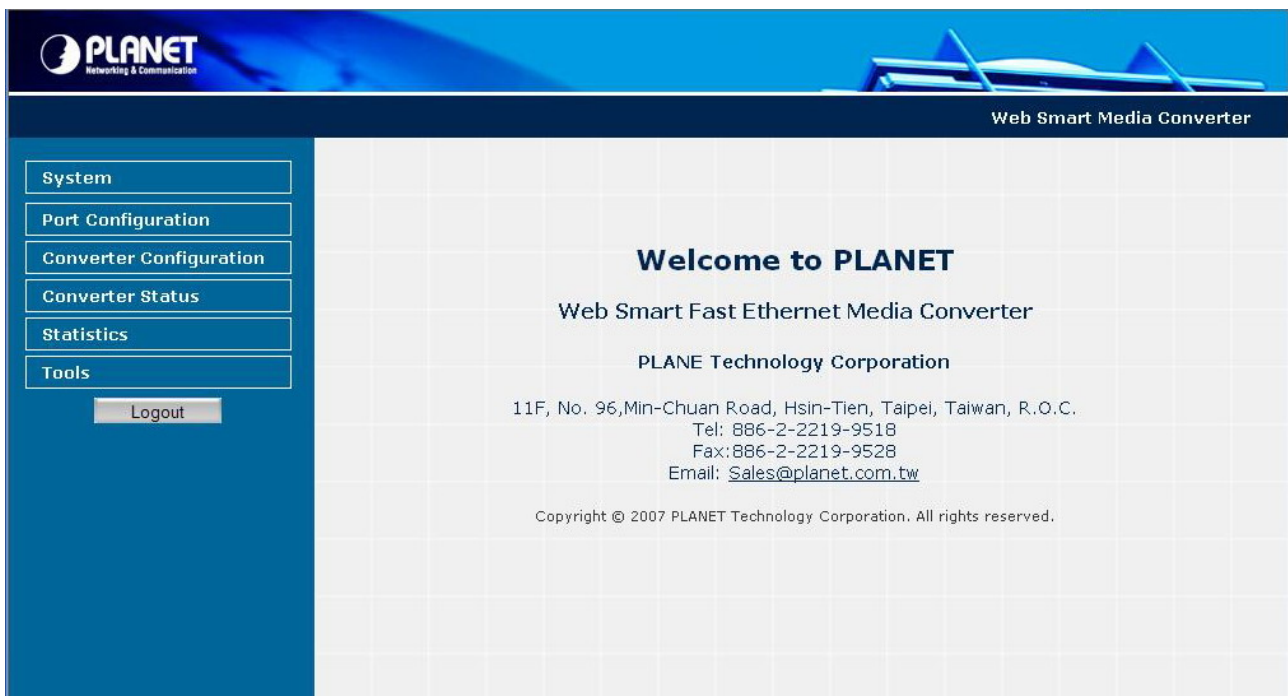 PLANET
Networking & Communication
Web Smart Media Converter
System
Port Configuration
Converter Configuration
Converter Status
Statistics
Tools
Logout
Welcome to PLANET
Web Smart Fast Ethernet Media Converter
PLANE Technology Corporation
11F, No. 96,Min-Chuan Road, Hsin-Tien, Taipei, Taiwan, R.O.C.
Tel: 886-2-2219-9518
Fax:886-2-2219-9528
Email: Sales@planet.com.tw
Copyright © 2007 PLANET Technology Corporation. All rights reserved.